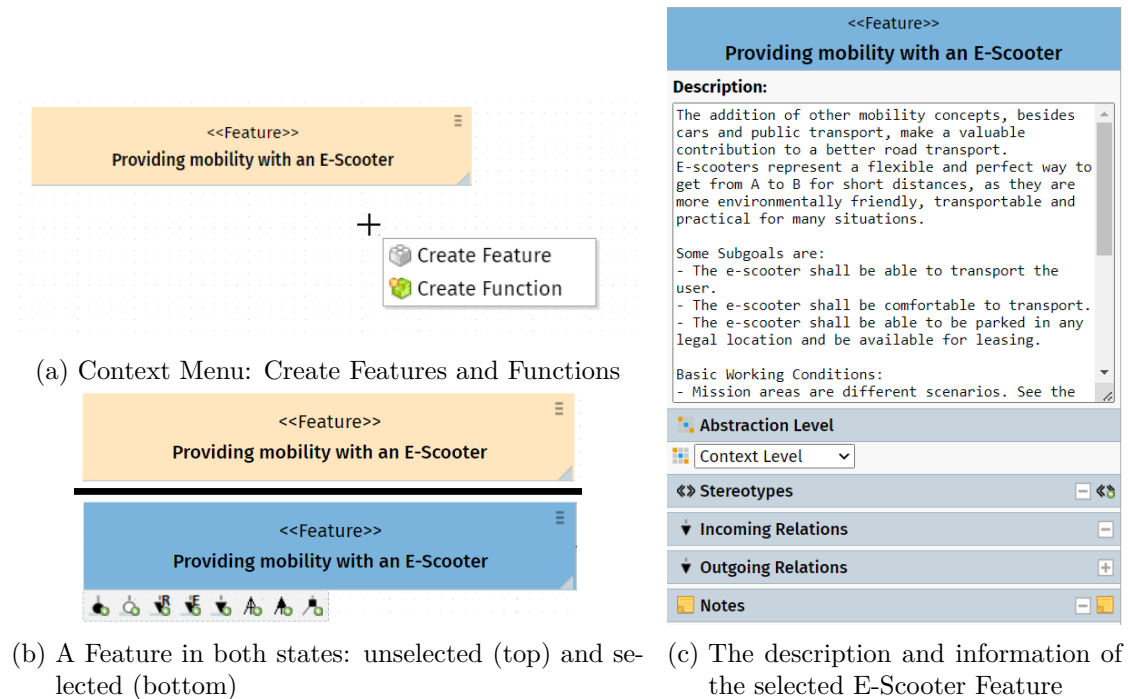 <<Feature>>
Providing mobility with an E-Scooter
Create Feature
Create Function
(a) Context Menu: Create Features and Functions
<<Feature>>
Providing mobility with an E-Scooter
<<Feature>>
Providing mobility with an E-Scooter
R
E
(b) A Feature in both states: unselected (top) and se-
lected (bottom)
<<Feature>>
Providing mobility with an E-Scooter
Description:
The addition of other mobility concepts, besides
cars and public transport, make a valuable
contribution to a better road transport.
E-scooters represent a flexible and perfect way to
get from A to B for short distances, as they are
more environmentally friendly, transportable and
practical for many situations.
Some Subgoals are:
- The e-scooter shall be able to transport the
user.
- The e-scooter shall be comfortable to transport.
- The e-scooter shall be able to be parked in any
legal location and be available for leasing.
Basic Working Conditions:
- Mission areas are different scenarios. See the
Abstraction Level
Context Level
Stereotypes
Incoming Relations
Outgoing Relations
Notes
(c) The description and information of
the selected E-Scooter Feature